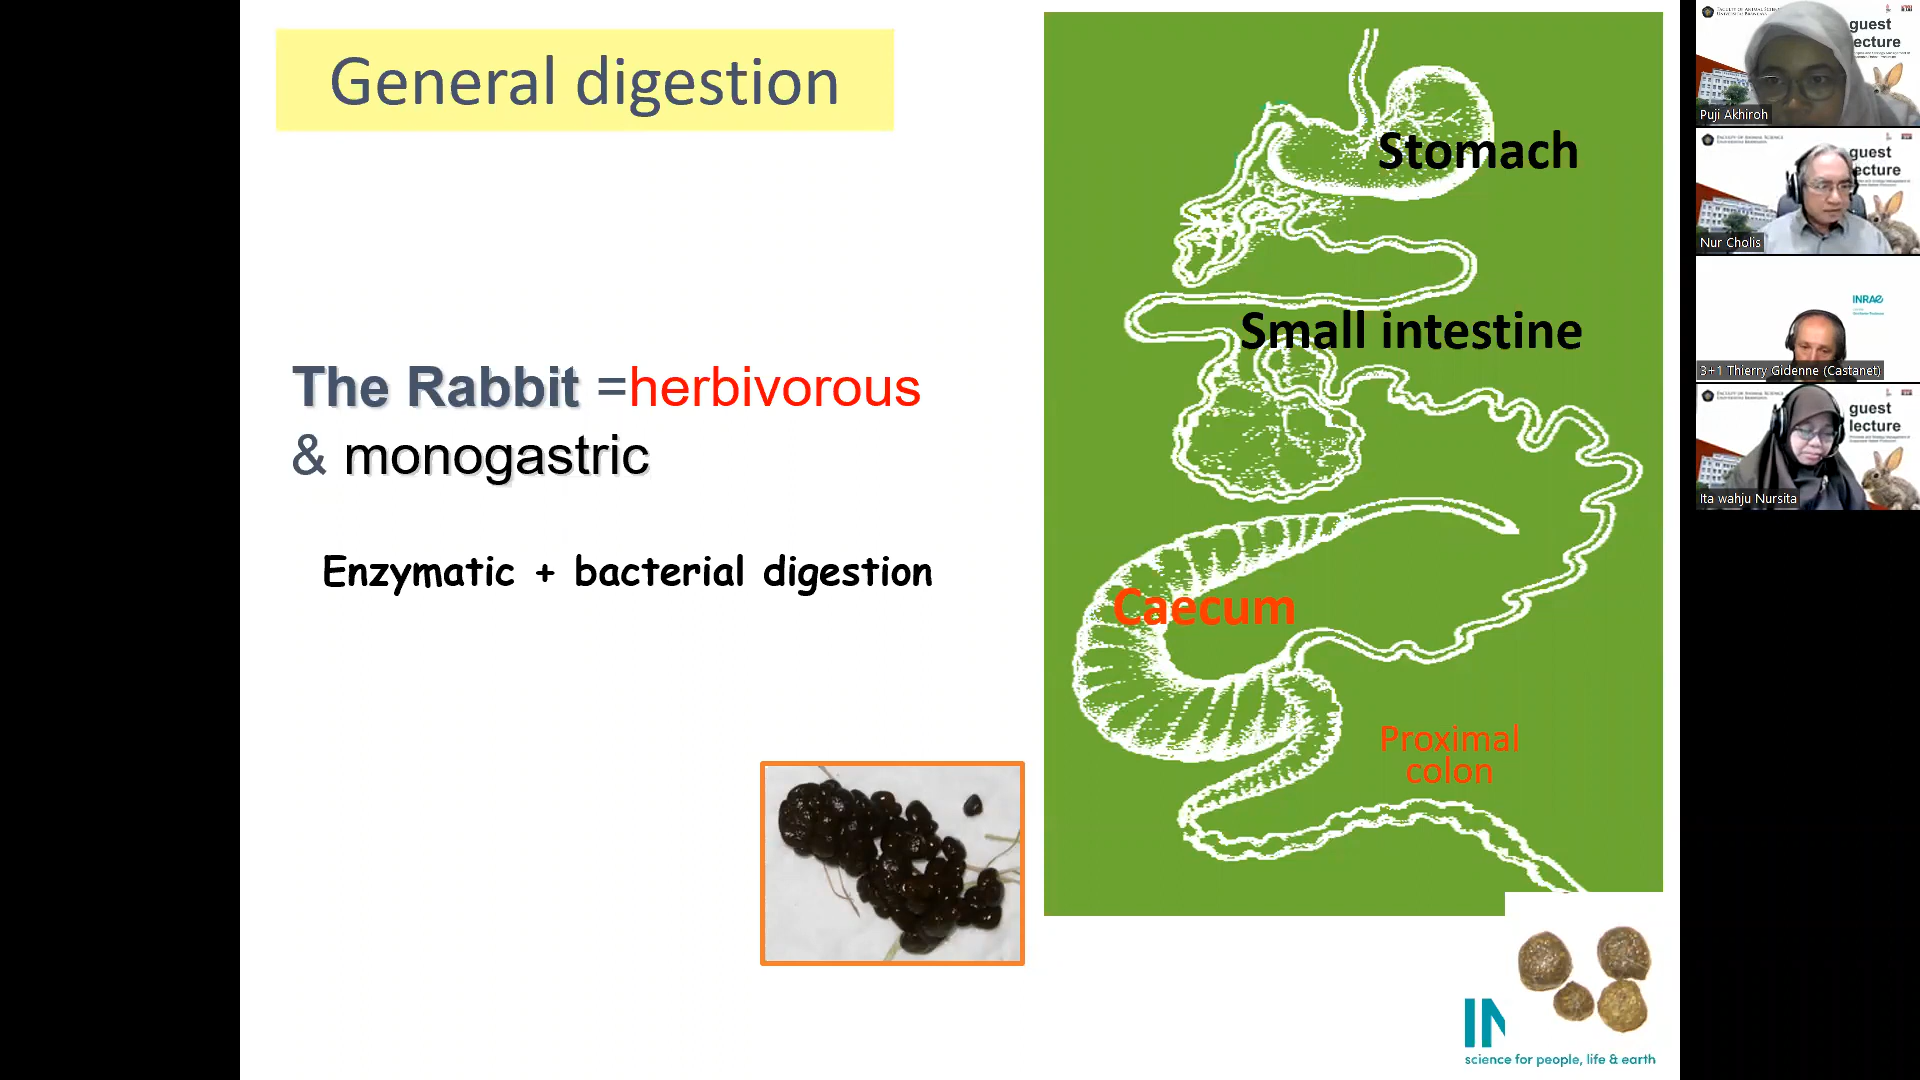 General digestion
The Rabbit =herbivorous
& monogastric
Enzymatic + bacterial digestion
Stomach
Small intestine
Caecum
Proximal
colon
IN
science for people, life & earth
guest
lecture
Puji Akhiroh
guest
lecture
Nur Cholis
INRAE
3+1 Thierry Gidenne (Castanet)
guest
lecture
Ita wahju Nursita